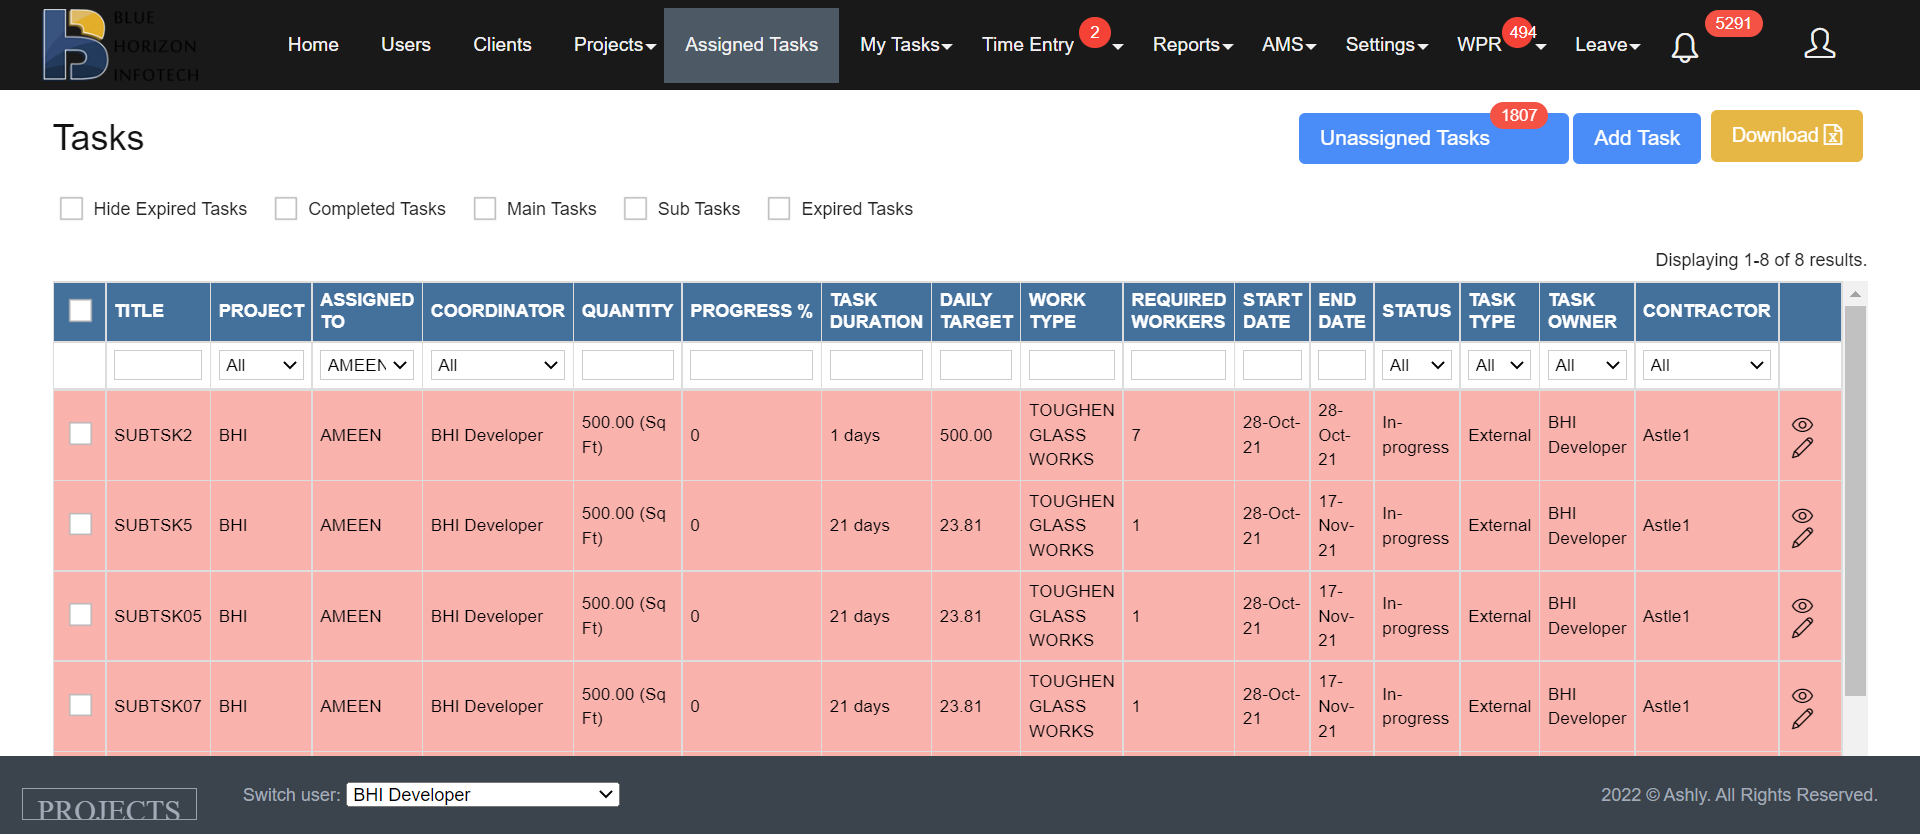 BLUE
HORIZON
INFOTECH
Home Users Clients Projects Assigned Tasks My Tasks Time Entry 2 Reports AMS Settings WPR 494 Leave 5291
Tasks
Unassigned Tasks 1807 Add Task Download
Hide Expired Tasks Completed Tasks Main Tasks Sub Tasks Expired Tasks
Displaying 1-8 of 8 results.
TITLE PROJECT ASSIGNED TO COORDINATOR QUANTITY PROGRESS % TASK DURATION DAILY TARGET WORK TYPE REQUIRED WORKERS START DATE END DATE STATUS TASK TYPE TASK OWNER CONTRACTOR
All AMEEN All All All All All
SUBTSK2 BHI AMEEN BHI Developer 500.00 (Sq Ft) 0 1 days 500.00 TOUGHEN GLASS WORKS 7 28-Oct-21 28-Oct-21 In-progress External BHI Developer Astle1
SUBTSK5 BHI AMEEN BHI Developer 500.00 (Sq Ft) 0 21 days 23.81 TOUGHEN GLASS WORKS 1 28-Oct-21 17-Nov-21 In-progress External BHI Developer Astle1
SUBTSK05 BHI AMEEN BHI Developer 500.00 (Sq Ft) 0 21 days 23.81 TOUGHEN GLASS WORKS 1 28-Oct-21 17-Nov-21 In-progress External BHI Developer Astle1
SUBTSK07 BHI AMEEN BHI Developer 500.00 (Sq Ft) 0 21 days 23.81 TOUGHEN GLASS WORKS 1 28-Oct-21 17-Nov-21 In-progress External BHI Developer Astle1
PROJECTS Switch user: BHI Developer 2022 © Ashly. All Rights Reserved.